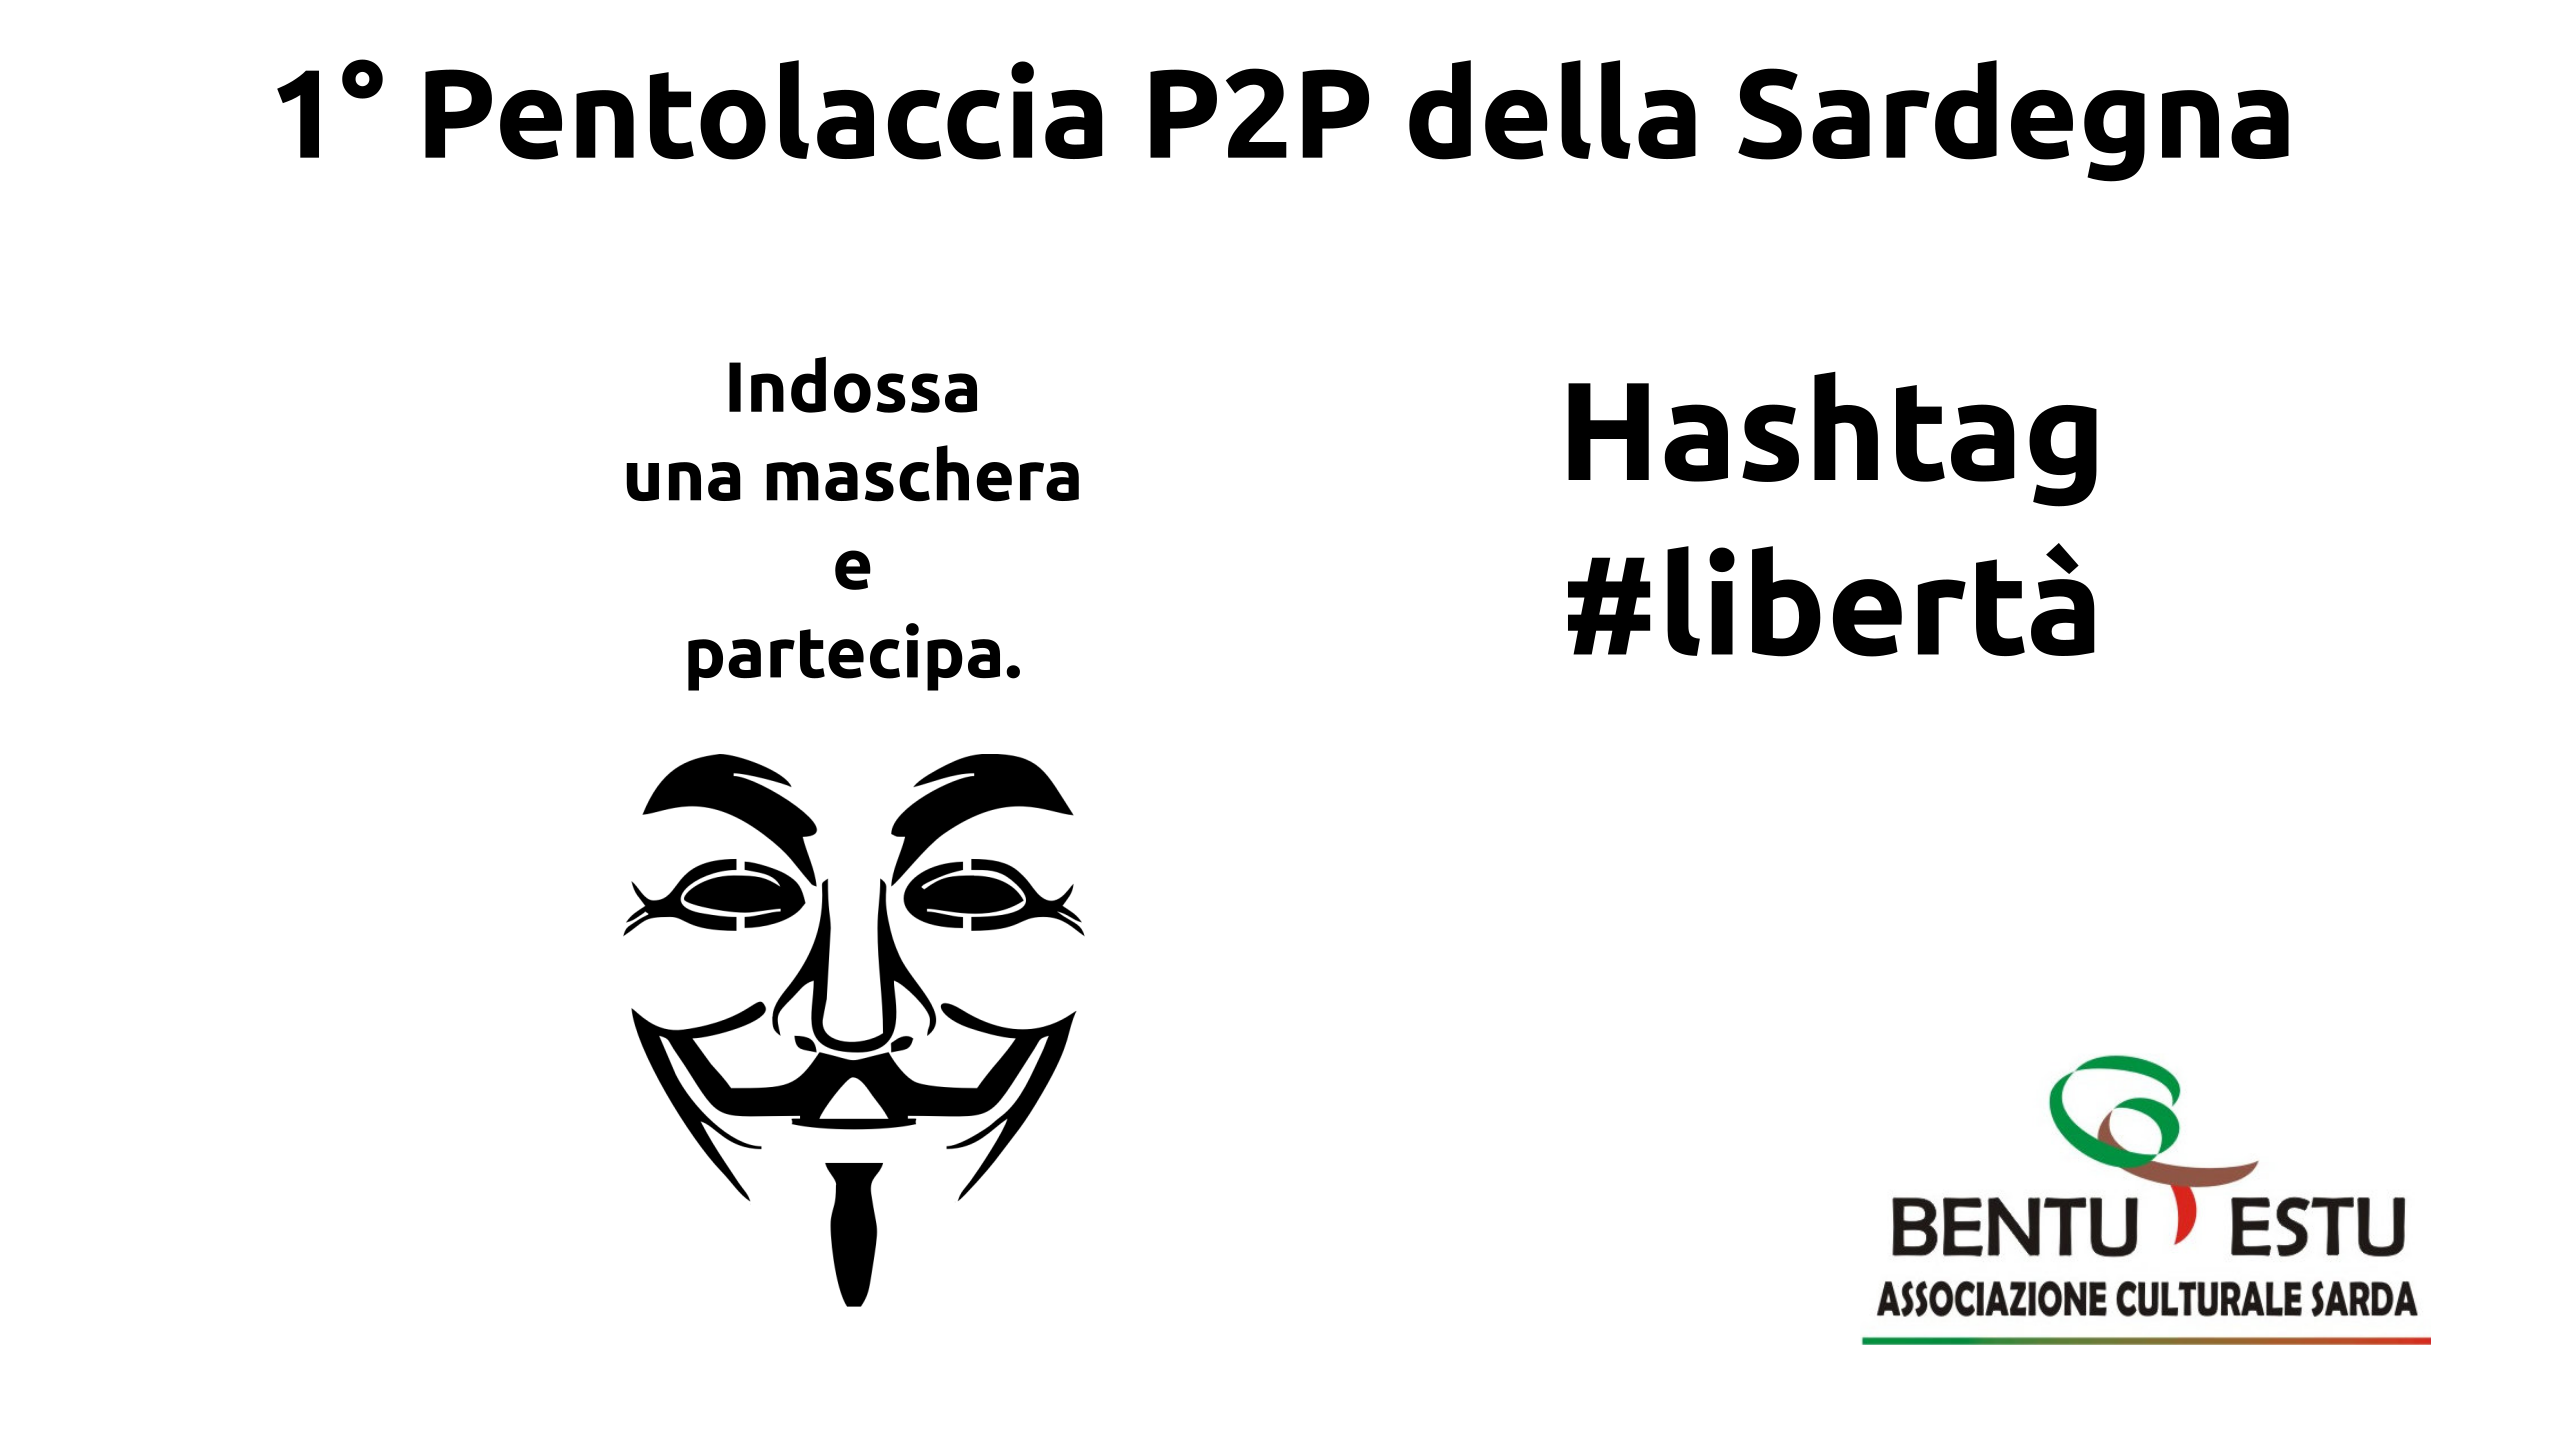 1° Pentolaccia P2P della Sardegna
Indossa
una maschera
e
partecipa.
Hashtag
#libertà
BENTU ESTU
ASSOCIAZIONE CULTURALE SARDA